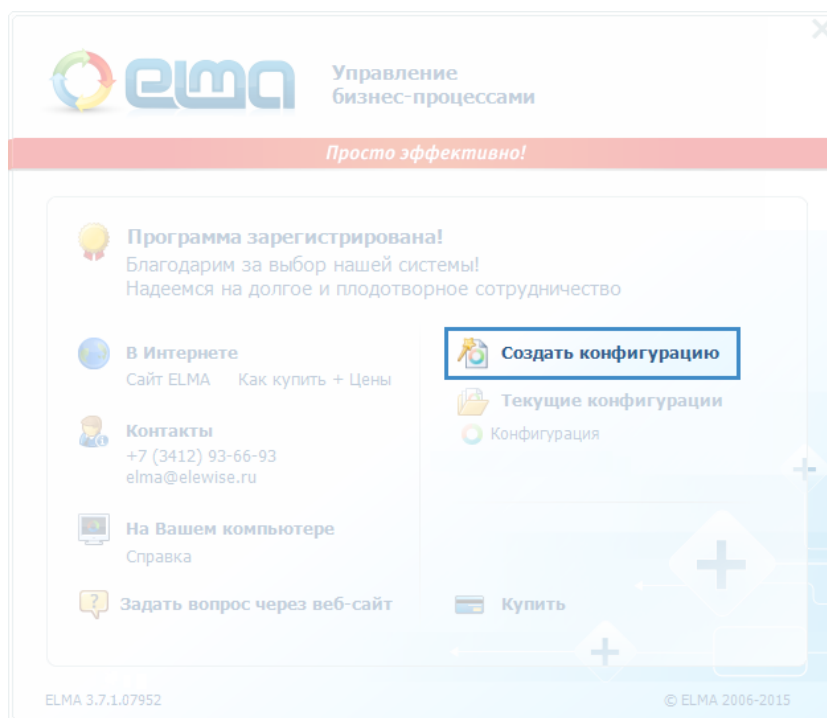 elma
Управление
бизнес-процессами
Просто эффективно!
Программа зарегистрирована!
Благодарим за выбор нашей системы!
Надеемся на долгое и плодотворное сотрудничество
В Интернете
Сайт ELMA Как купить + Цены
Контакты
+7 (3412) 93-66-93
elma@elewise.ru
На Вашем компьютере
Справка
Задать вопрос через веб-сайт
Создать конфигурацию
Текущие конфигурации
Конфигурация
Купить
ELMA 3.7.1.07952
© ELMA 2006-2015